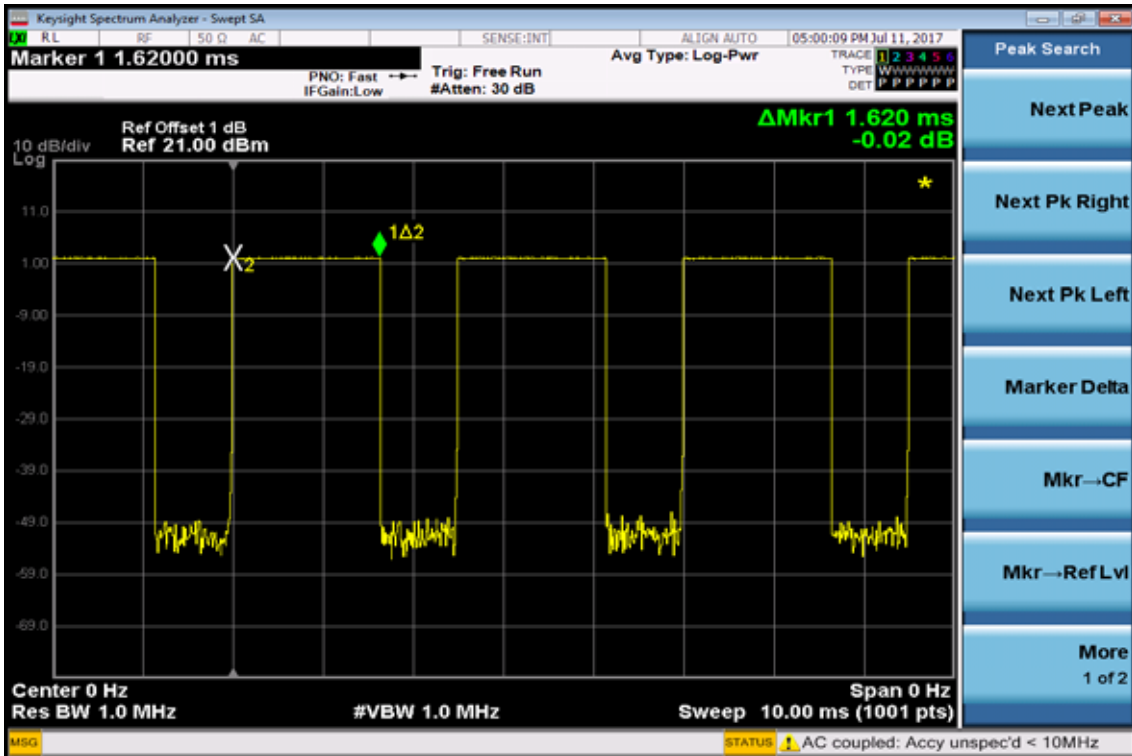 Keysight Spectrum Analyzer - Swept SA
LXI RL RF 50 Ω AC SENSE:INT ALIGN AUTO 05:00:09 PM Jul 11, 2017
Marker 1 1.62000 ms
PNO: Fast
IFGain:Low
Trig: Free Run
#Atten: 30 dB
Avg Type: Log-Pwr
TRACE 1 2 3 4 5 6
TYPE WWWWWW
DET P P P P P P
ΔMkr1 1.620 ms
-0.02 dB
Ref Offset 1 dB
10 dB/div Ref 21.00 dBm
Log
11.0
1.00
-9.00
-19.0
-29.0
-39.0
-49.0
-59.0
-69.0
1Δ2
X2
*
Center 0 Hz Span 0 Hz
Res BW 1.0 MHz #VBW 1.0 MHz Sweep 10.00 ms (1001 pts)
MSG STATUS AC coupled: Accy unspec'd < 10MHz
Peak Search
Next Peak
Next Pk Right
Next Pk Left
Marker Delta
Mkr→CF
Mkr→Ref Lvl
More
1 of 2